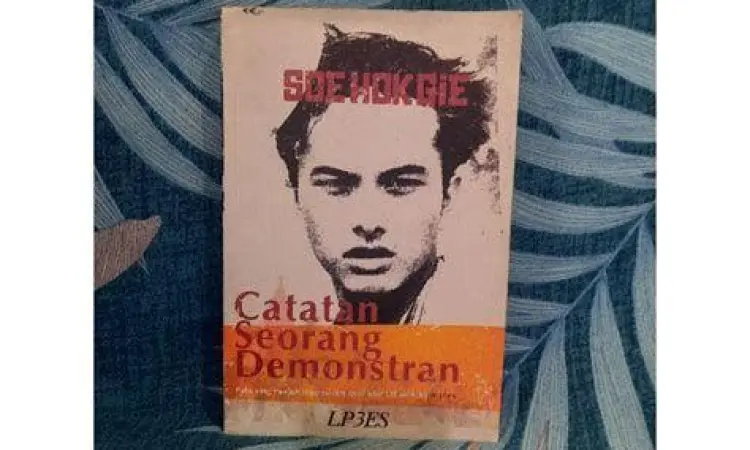 SOE HOK GIE
Catatan
Seorang
Demonstran
LP3ES